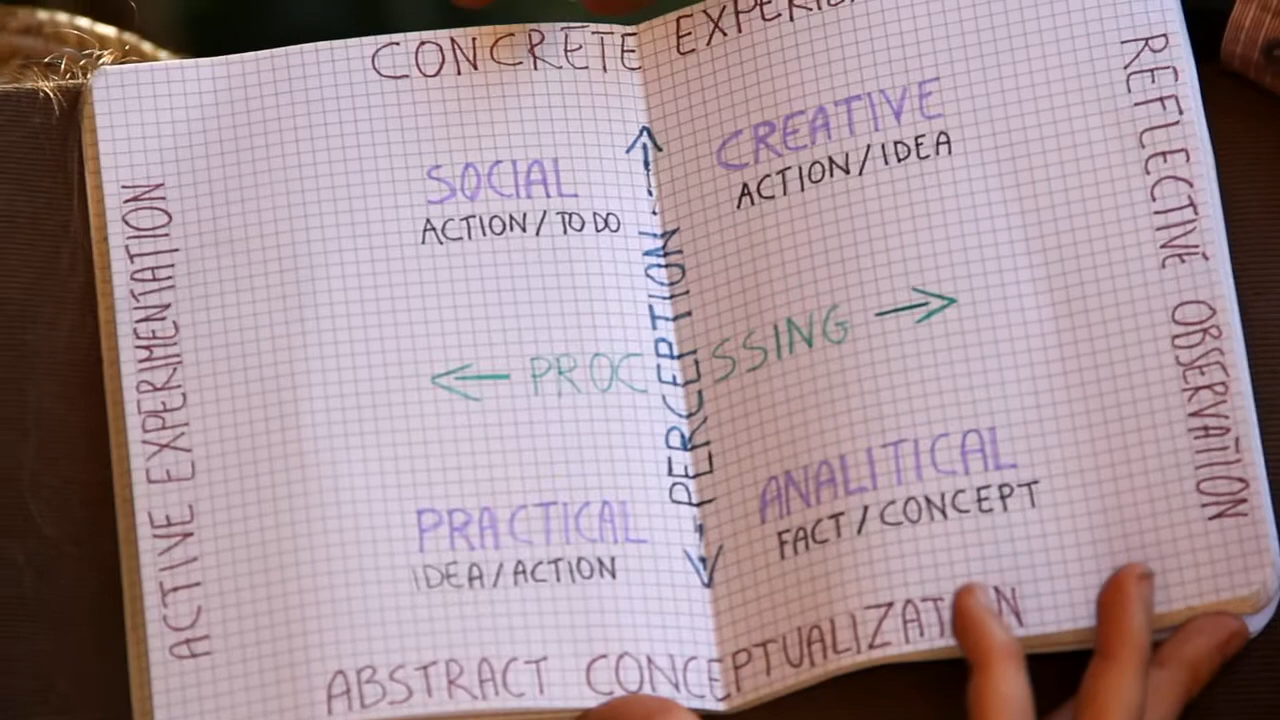 CONCRETE
REFLECTIVE OBSERVATION
CREATIVE
ACTION/IDEA
SOCIAL
ACTION/TO DO
ACTIVE EXPERIMENTATION
PERCEPTION
PROCESSING
ANALITICAL
FACT/CONCEPT
PRACTICAL
IDEA/ACTION
ABSTRACT